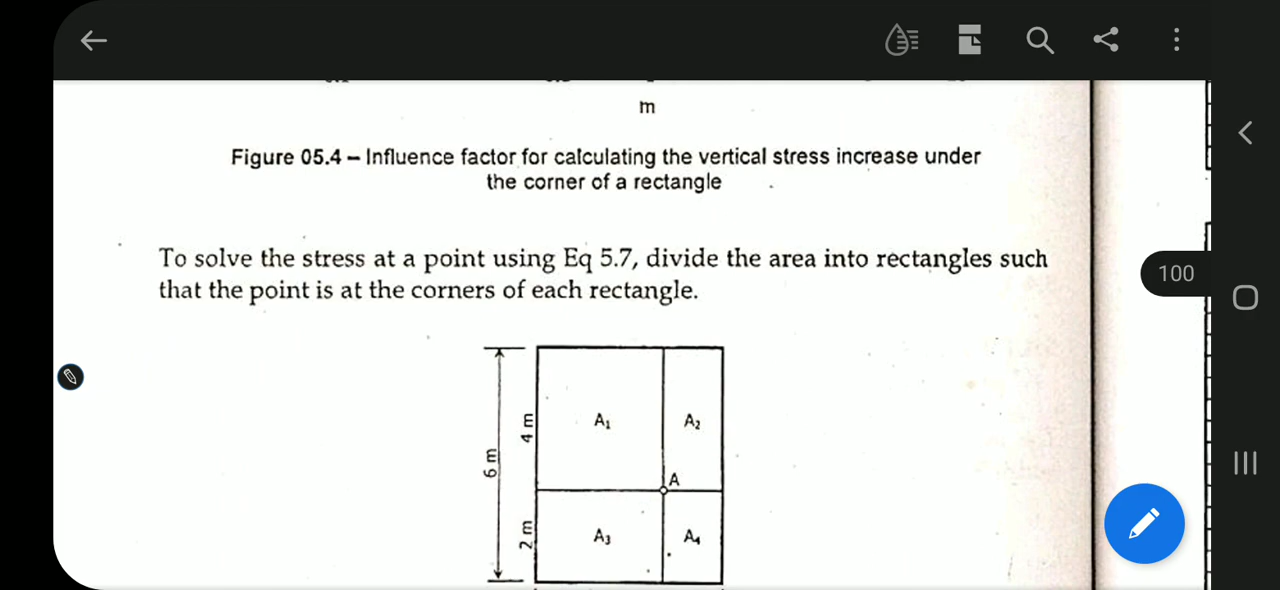 m
Figure 05.4 – Influence factor for calculating the vertical stress increase under
the corner of a rectangle
To solve the stress at a point using Eq 5.7, divide the area into rectangles such
that the point is at the corners of each rectangle.
100
6 m
4 m
A₁
A₂
A
2 m
A₃
A₄